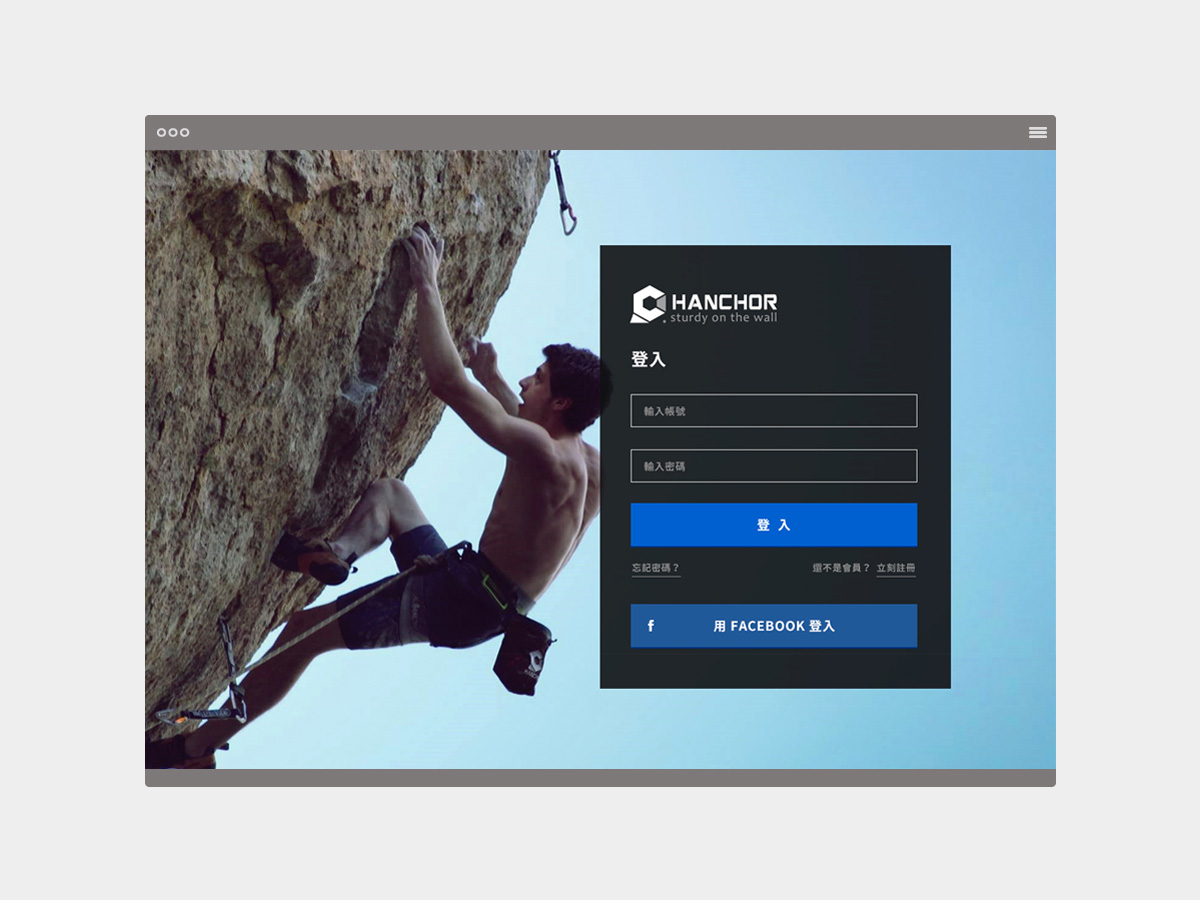 HANCHOR
sturdy on the wall
登入
輸入帳號
輸入密碼
登 入
忘記密碼？ 還不是會員？ 立刻註冊
f 用 FACEBOOK 登入